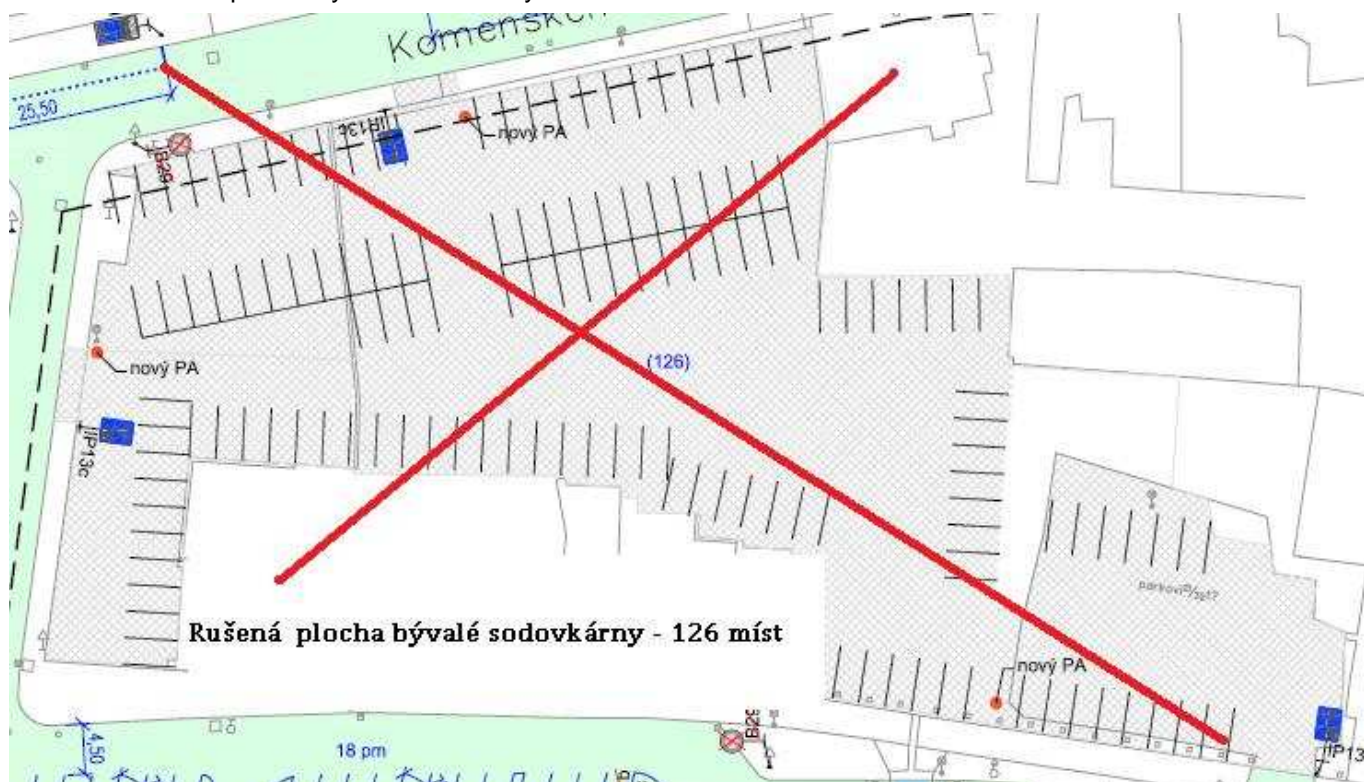 Komenskéh
25,50
B29
IP13c
nový PA
(126)
nový PA
IP13c
Rušená plocha bývalé sodovkárny - 126 míst
nový PA
B29
IP13
4,50
18 pm